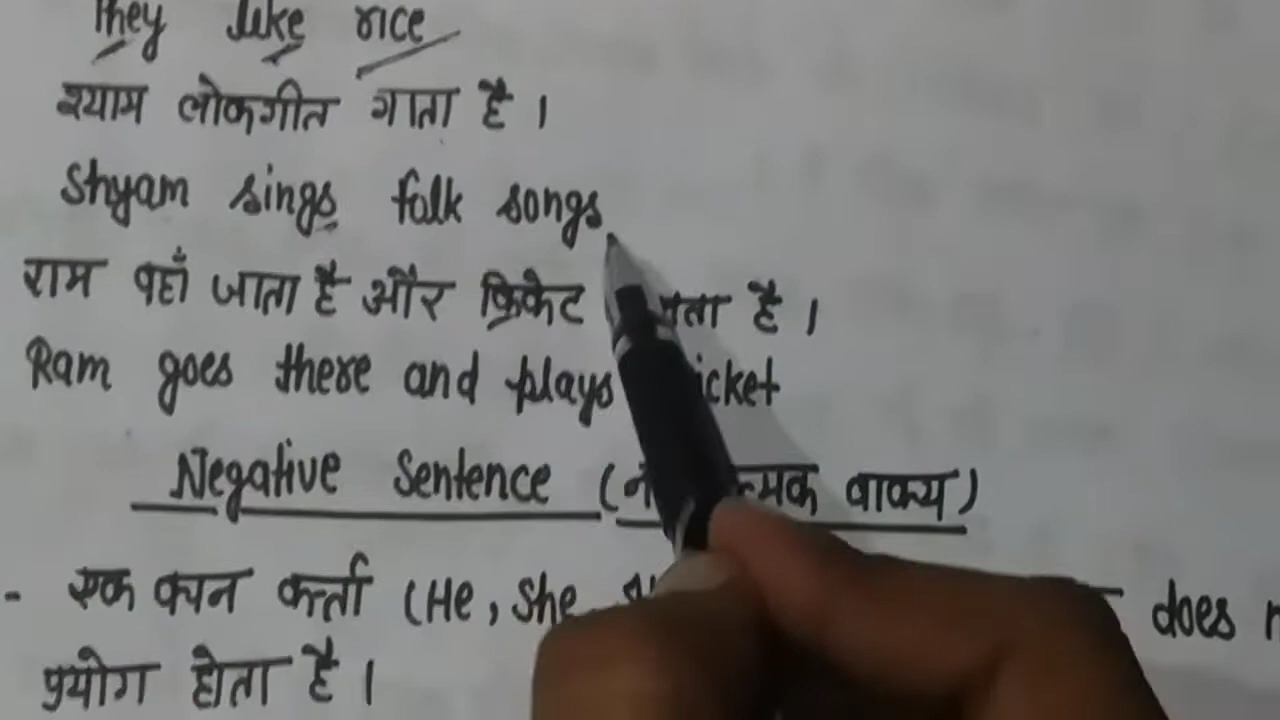 They like rice
श्याम लोकगीत गाता है ।
Shyam sings folk songs
राम वहाँ जाता है और क्रिकेट है ।
Ram goes there and plays
Negative Sentence ( वाक्य)
- एक वचन कर्ता (He, She does
प्रयोग होता है ।